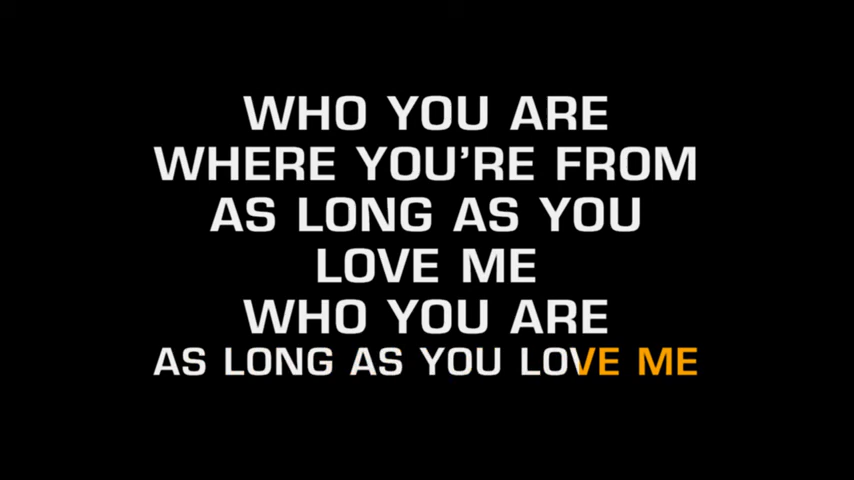 WHO YOU ARE
WHERE YOU'RE FROM
AS LONG AS YOU
LOVE ME
WHO YOU ARE
AS LONG AS YOU LOVE ME